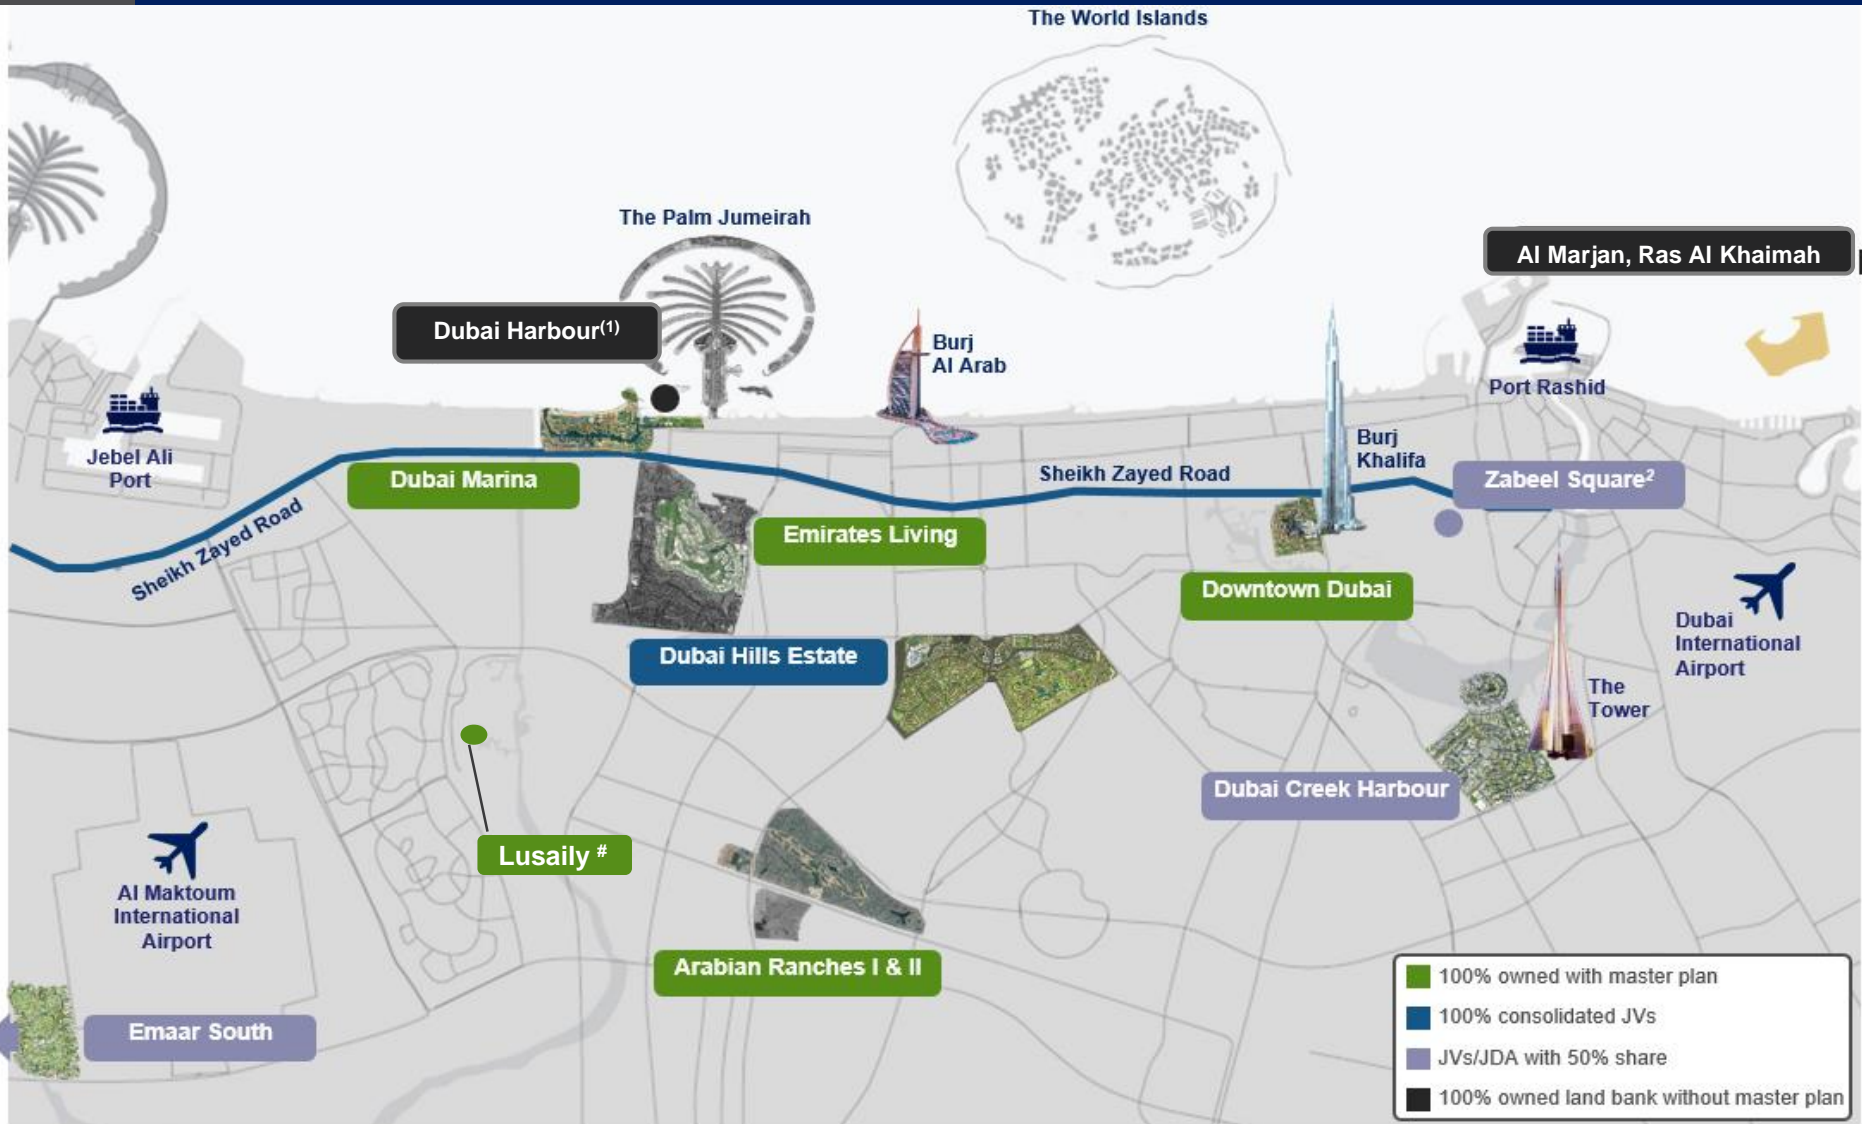 The World Islands
The Palm Jumeirah
Al Marjan, Ras Al Khaimah
Dubai Harbour(1)
Burj
Al Arab
Port Rashid
Jebel Ali
Port
Burj
Khalifa
Dubai Marina
Sheikh Zayed Road
Zabeel Square2
Sheikh Zayed Road
Emirates Living
Downtown Dubai
Dubai
International
Airport
Dubai Hills Estate
The
Tower
Dubai Creek Harbour
Lusaily #
Al Maktoum
International
Airport
Arabian Ranches I & II
Emaar South
100% owned with master plan
100% consolidated JVs
JVs/JDA with 50% share
100% owned land bank without master plan